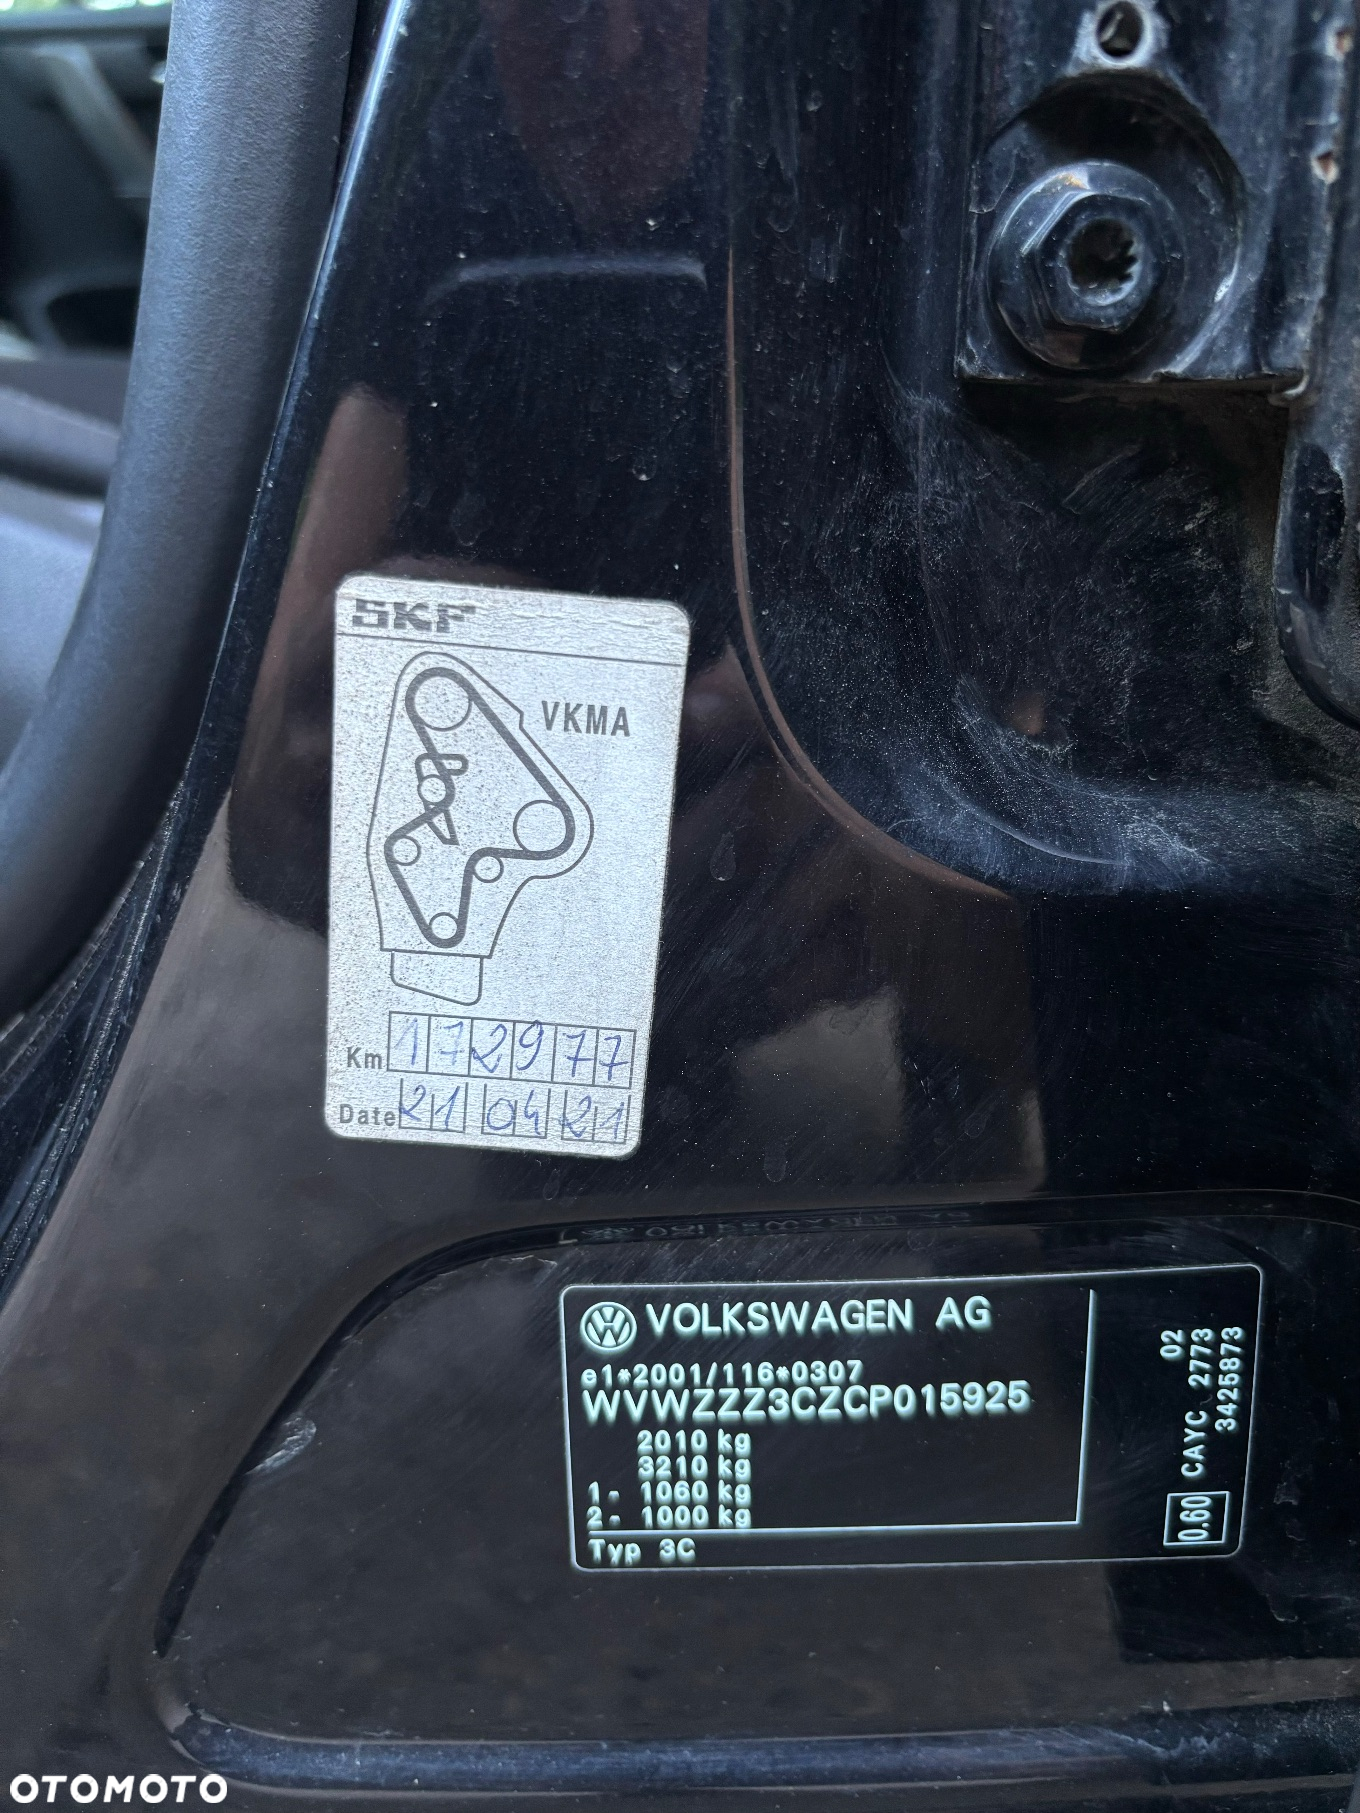 SKF
VKMA
Km 172977
Date 21 04 21
VOLKSWAGEN AG
e1*2001/116*0307
WVWZZZ3CZCP015925
2010 kg
3210 kg
1 - 1060 kg
2 - 1000 kg
Typ 3C
02
CAYC 2773
3425873
0.60
OTOMOTO